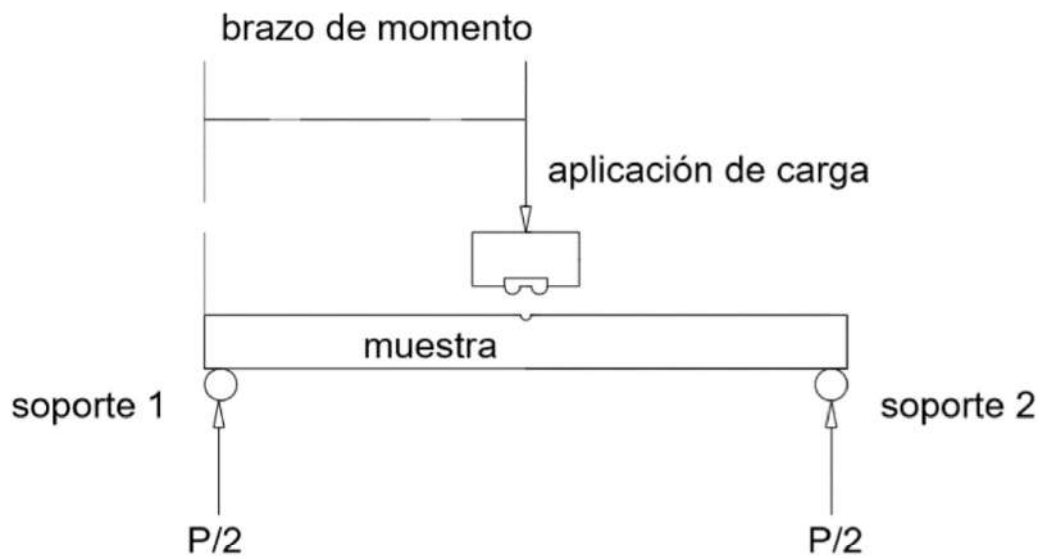 brazo de momento
aplicación de carga
muestra
soporte 1
soporte 2
P/2
P/2